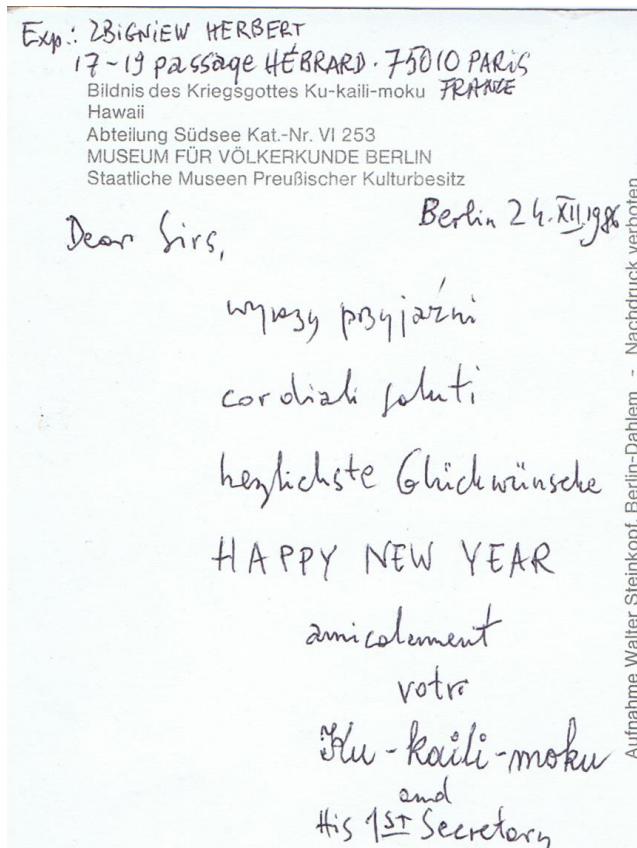 Exp.: ZBIGNIEW HERBERT
17-19 passage HÉBRARD. 75010 PARIS
Bildnis des Kriegsgottes Ku-kaili-moku FRANCE
Hawaii
Abteilung Südsee Kat.-Nr. VI 253
MUSEUM FÜR VÖLKERKUNDE BERLIN
Staatliche Museen Preußischer Kulturbesitz
Berlin 24. XII. 1986
Dear Sirs,
wyrazy przyjaźni
cordiali saluti
herzlichste Glückwünsche
HAPPY NEW YEAR
amicalement
votre
Ku-kaili-moku
and
His 1ST Secretary
Aufnahme Walter Steinkopf, Berlin-Dahlem - Nachdruck verboten